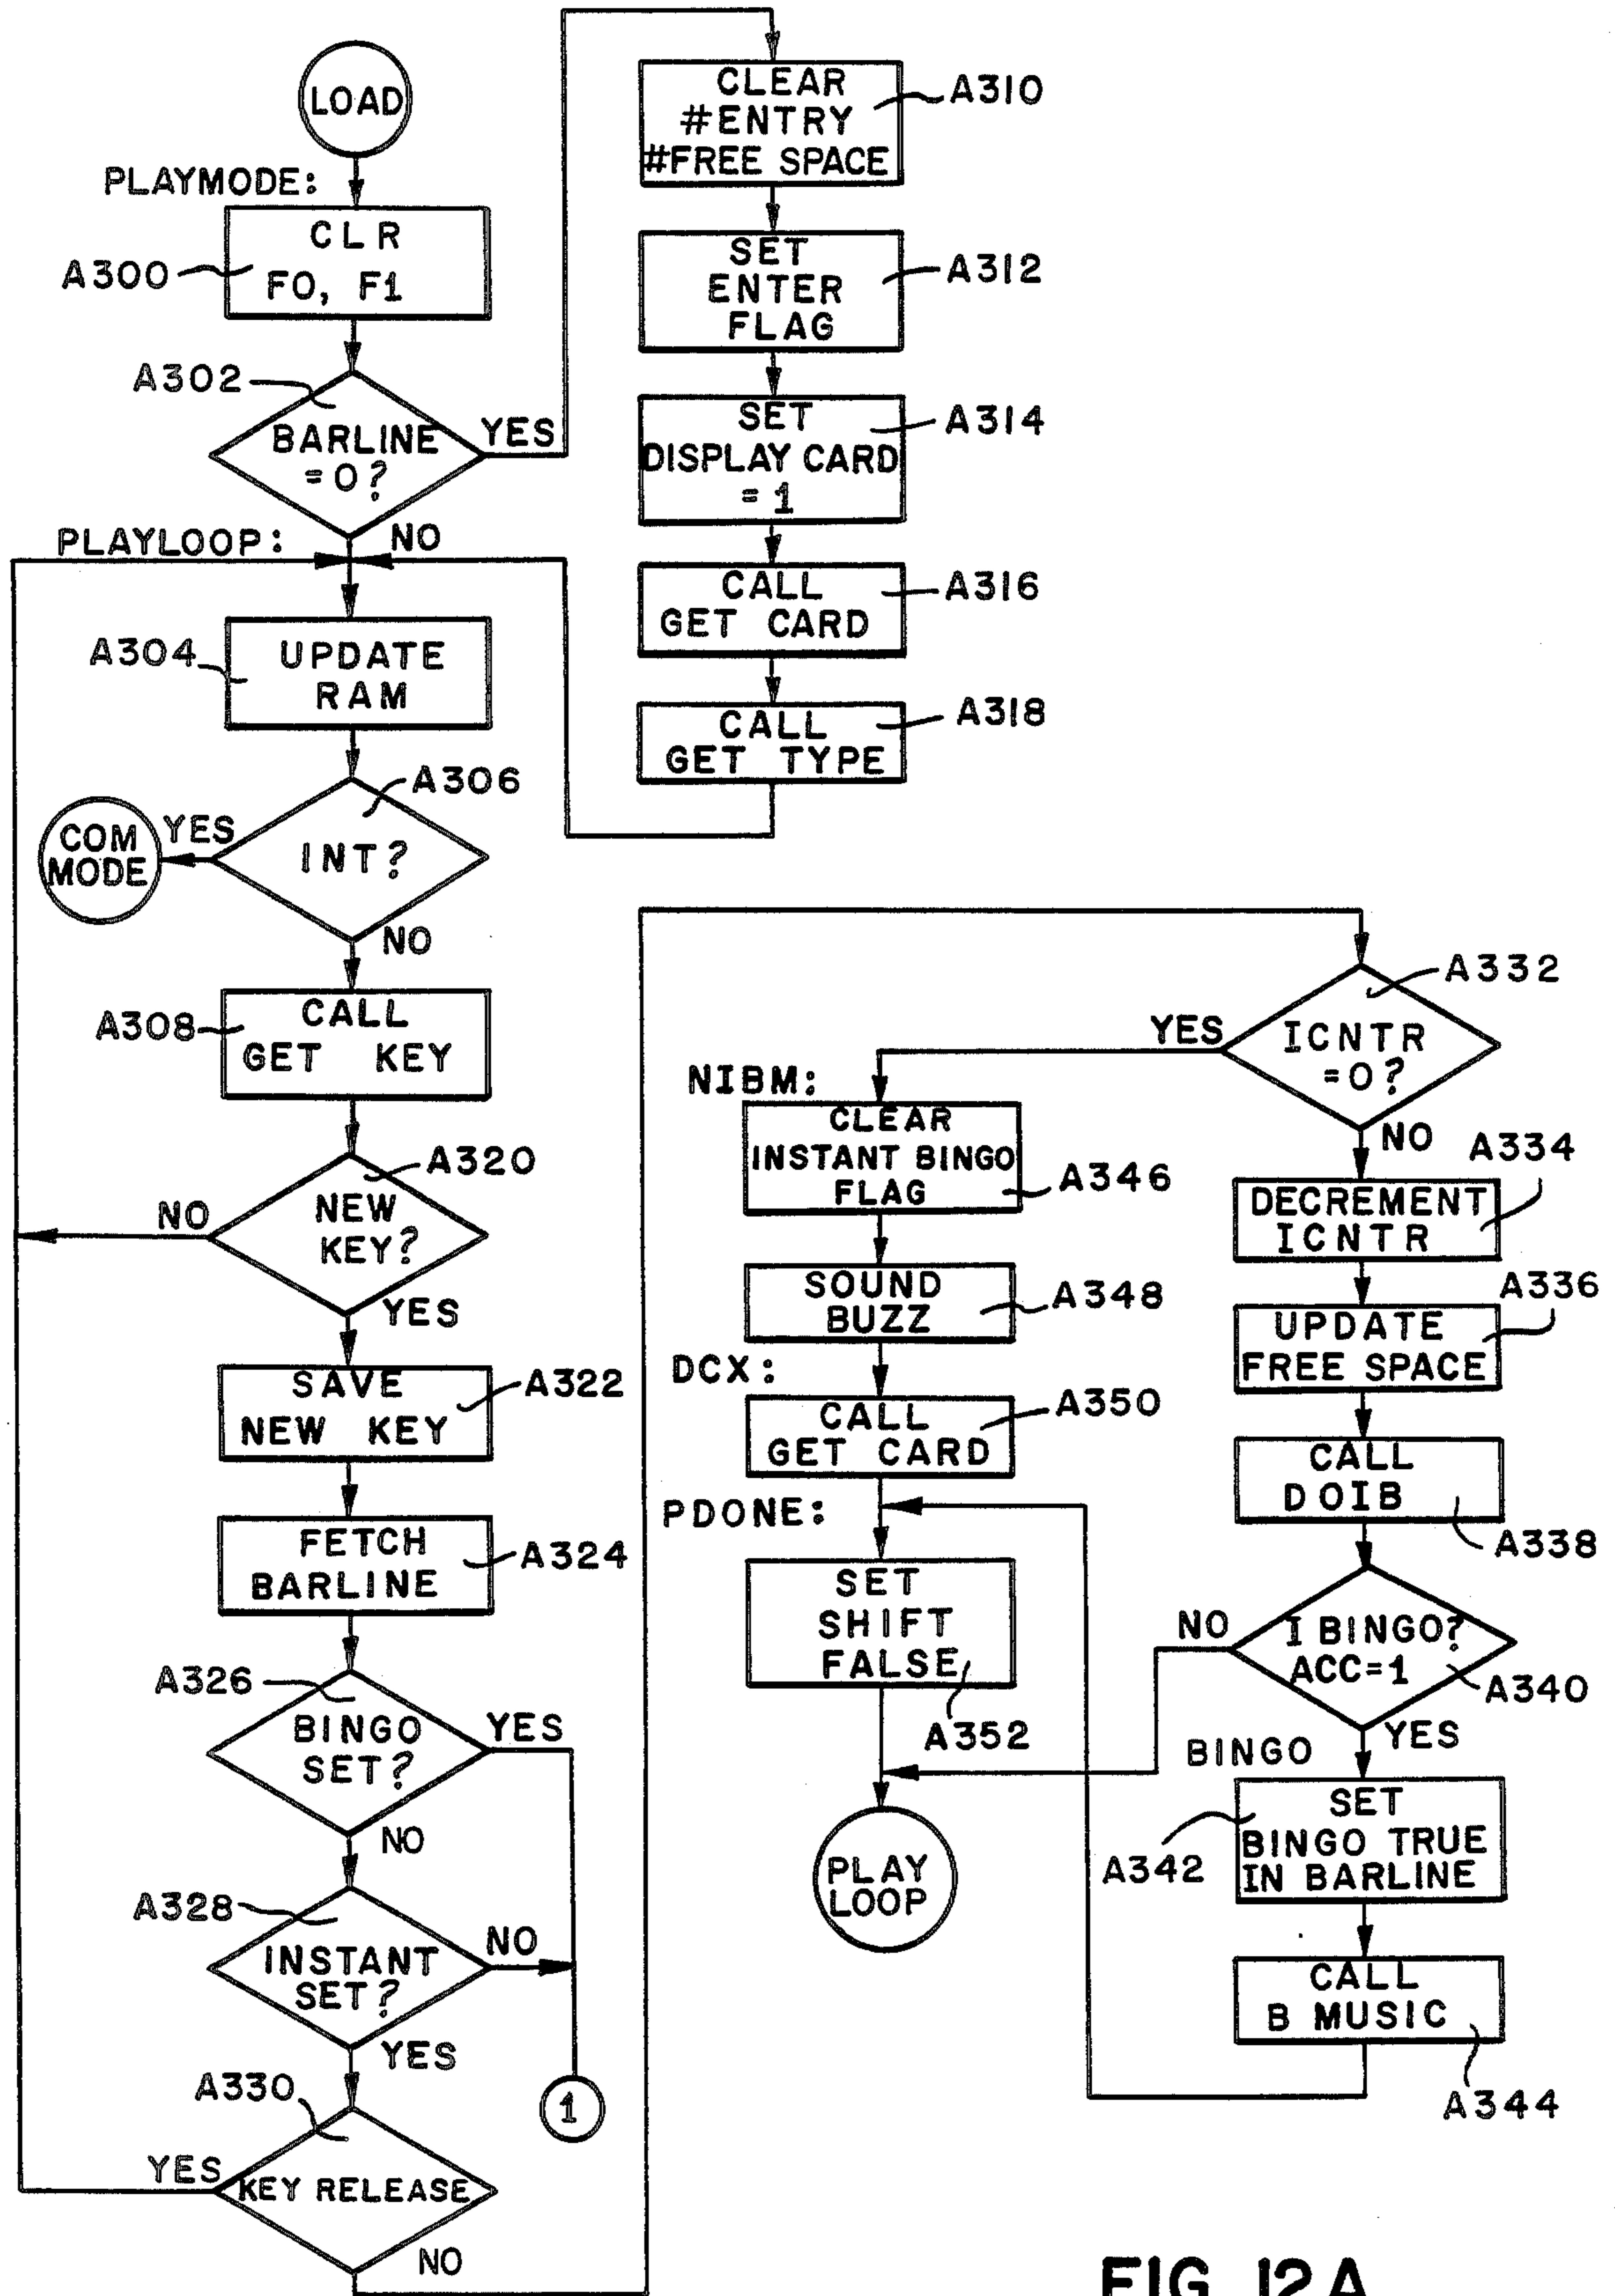 LOAD
PLAYMODE:
CLR
F0, F1
A300
A302
BARLINE
=0?
YES
NO
PLAYLOOP:
UPDATE
RAM
A304
A306
INT?
YES
COM
MODE
NO
CALL
GET KEY
A308
A320
NEW
KEY?
NO
YES
SAVE
NEW KEY
A322
FETCH
BARLINE
A324
A326
BINGO
SET?
YES
NO
A328
INSTANT
SET?
NO
YES
1
A330
KEY RELEASE
YES
NO
CLEAR
#ENTRY
#FREE SPACE
A310
SET
ENTER
FLAG
A312
SET
DISPLAY CARD
= 1
A314
CALL
GET CARD
A316
CALL
GET TYPE
A318
A332
ICNTR
=0?
YES
NO
NIBM:
CLEAR
INSTANT BINGO
FLAG
A346
SOUND
BUZZ
A348
DCX:
CALL
GET CARD
A350
PDONE:
SET
SHIFT
FALSE
A352
PLAY
LOOP
A334
DECREMENT
ICNTR
A336
UPDATE
FREE SPACE
CALL
DOIB
A338
I BINGO?
ACC=1
A340
NO
YES
BINGO
SET
BINGO TRUE
IN BARLINE
A342
CALL
B MUSIC
A344
FIG. 12A